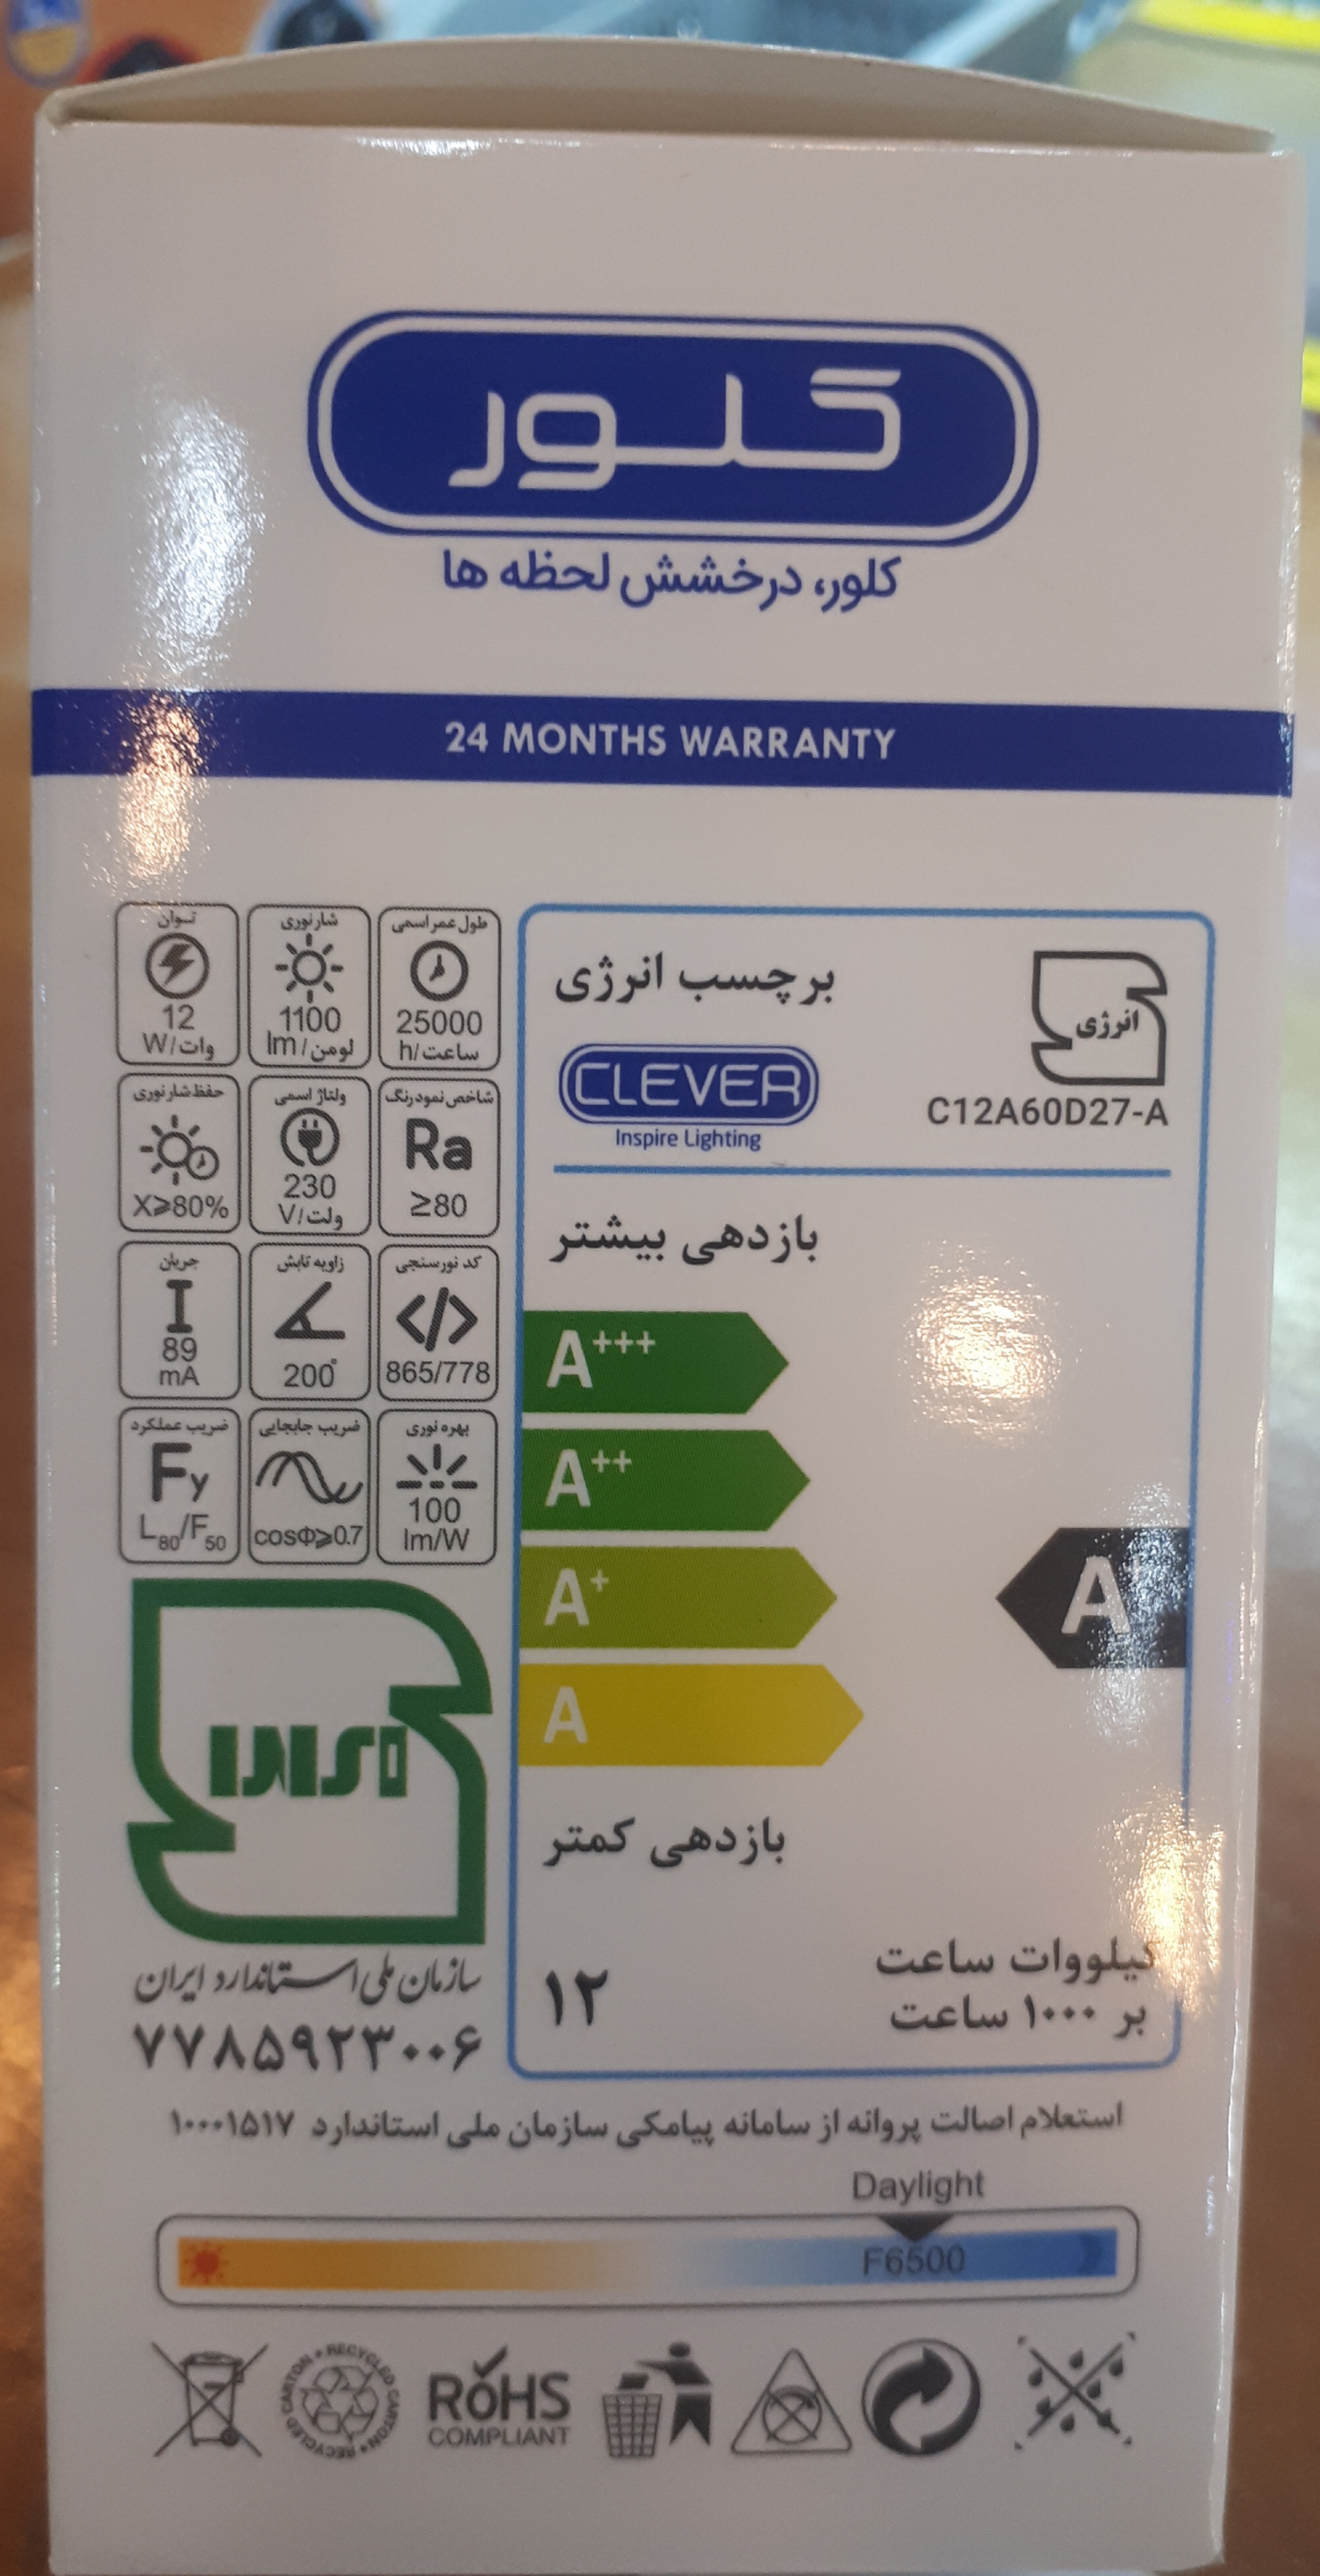 کلور
کلور، درخشش لحظه ها
24 MONTHS WARRANTY
توان
12
وات/W
شار نوری
1100
لومن/lm
طول عمر اسمی
25000
ساعت/h
حفظ شار نوری
X≥80%
ولتاژ اسمی
230
ولت/V
شاخص نمود رنگ
Ra
≥80
جریان
I
89
mA
زاویه تابش
200°
کد نورسنجی
</>
865/778
ضریب عملکرد
Fy
L80/F50
ضریب جابجایی
cosΦ≥0.7
بهره نوری
100
lm/W
برچسب انرژی
انرژی
CLEVER
Inspire Lighting
C12A60D27-A
بازدهی بیشتر
A+++
A++
A+
A
A+
بازدهی کمتر
کیلووات ساعت
بر ۱۰۰۰ ساعت
۱۲
سازمان ملی استاندارد ایران
۷۷۸۵۹۲۳۰۰۶
استعلام اصالت پروانه از سامانه پیامکی سازمان ملی استاندارد ۱۰۰۰۱۵۱۷
Daylight
F6500
RECYCLED CARTON • RECYCLED CARTON •
RoHS
COMPLIANT